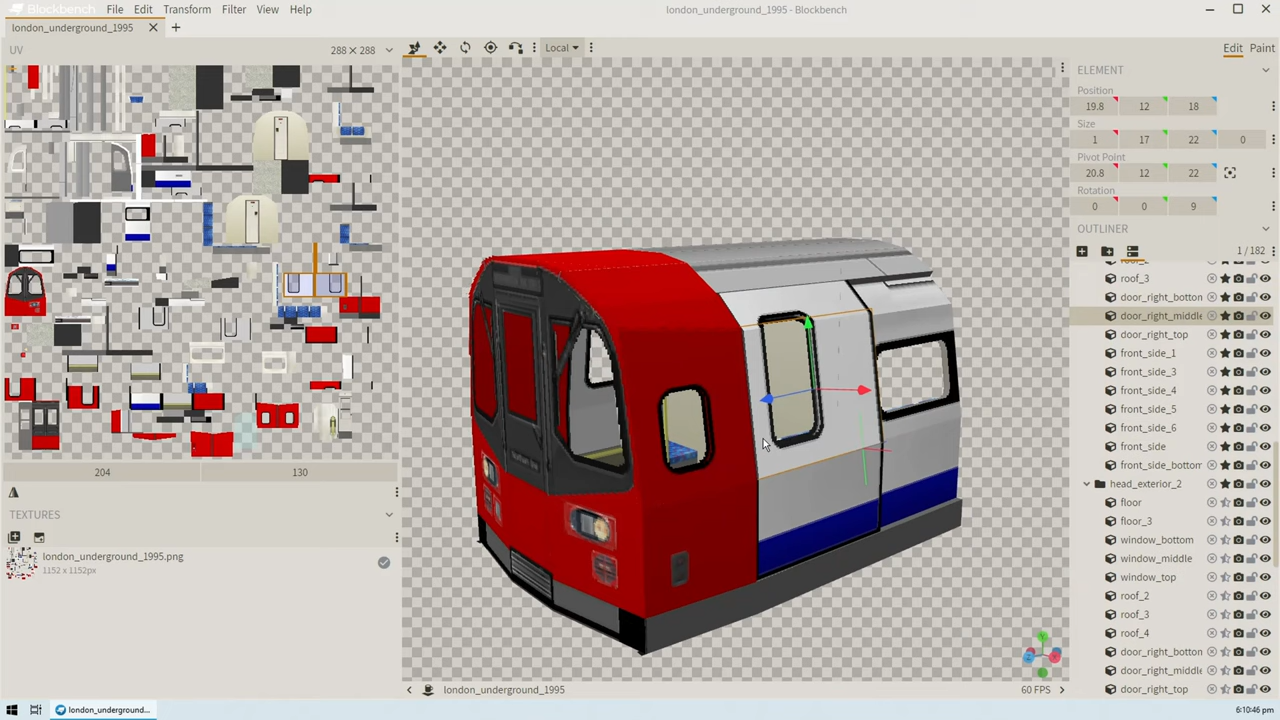 Blockbench File Edit Transform Filter View Help
london_underground_1995 - Blockbench
london_underground_1995
UV
288 × 288
Local
Edit
Paint
ELEMENT
Position
19.8 12 18
Size
1 17 22 0
Pivot Point
20.8 12 22
Rotation
0 0 9
OUTLINER
1 / 182
roof_3
door_right_bottom
door_right_middle
door_right_top
front_side_1
front_side_3
front_side_4
front_side_5
front_side_6
front_side
front_side_bottom
head_exterior_2
floor
floor_3
window_bottom
window_middle
window_top
roof_2
roof_3
roof_4
door_right_bottom
door_right_middle
door_right_top
204
130
TEXTURES
london_underground_1995.png
1152 x 1152px
london_underground_1995
60 FPS
london_underground...
6:10:46 pm